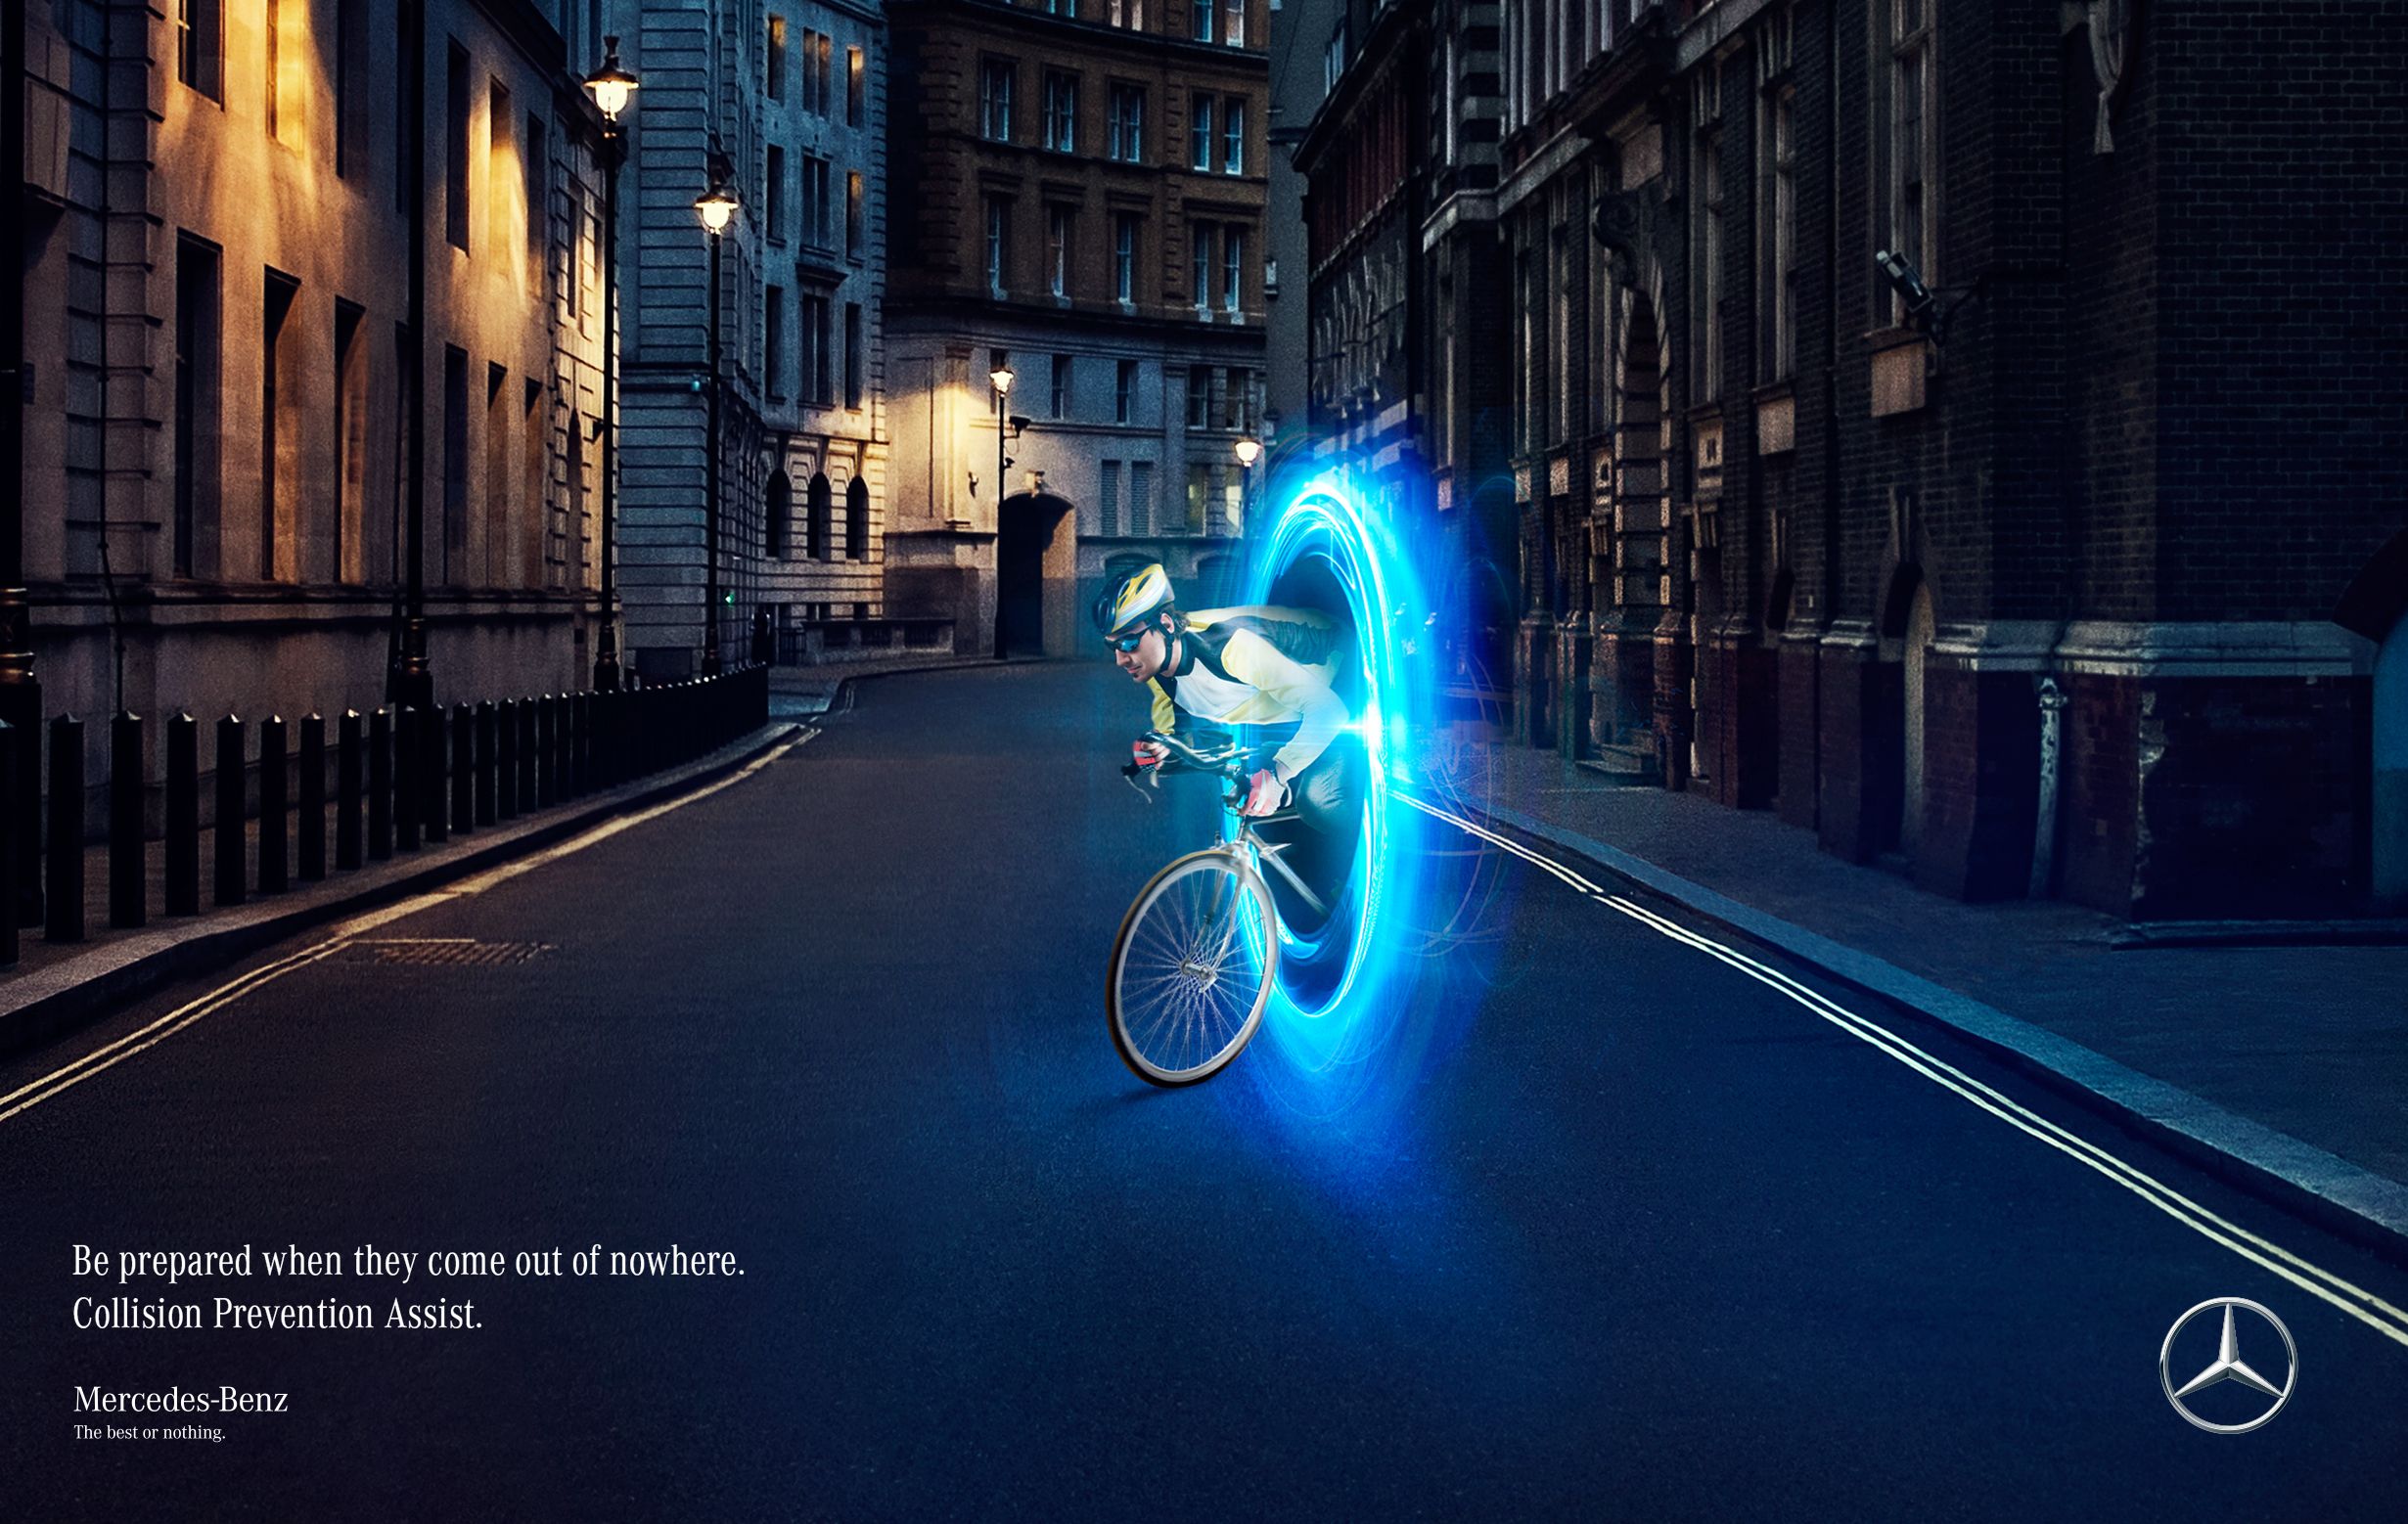 Be prepared when they come out of nowhere.
Collision Prevention Assist.
Mercedes-Benz
The best or nothing.